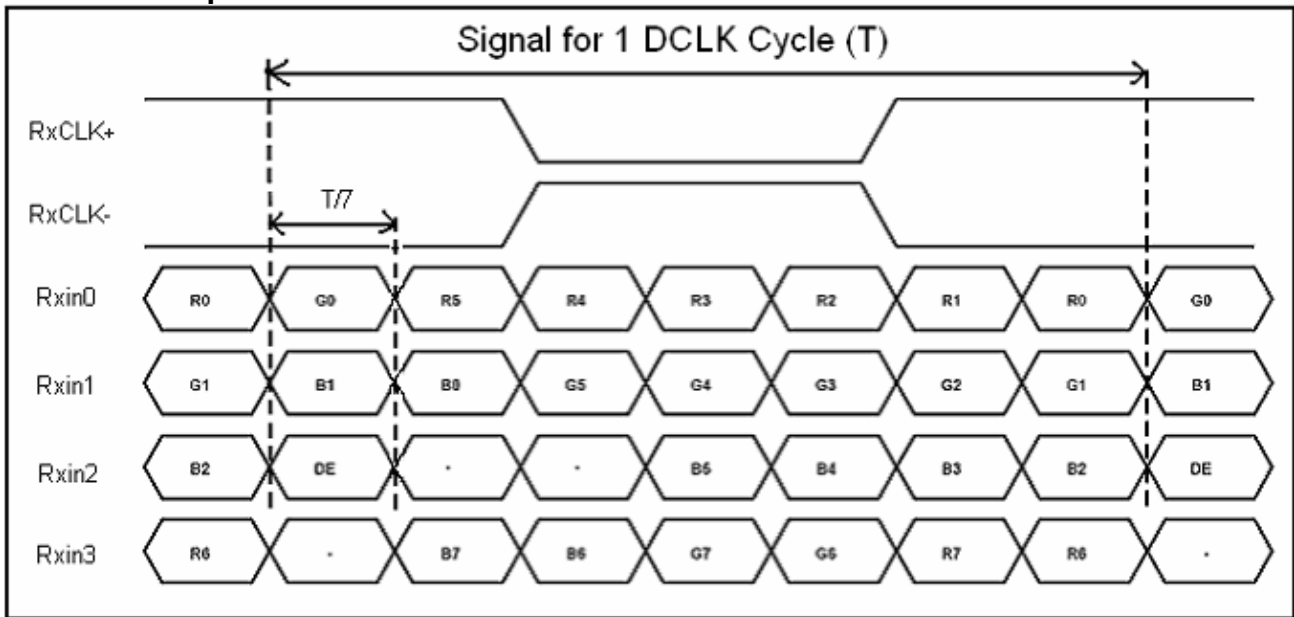 Signal for 1 DCLK Cycle (T)
RxCLK+
RxCLK-
T/7
Rxin0 R0 G0 R5 R4 R3 R2 R1 R0 G0
Rxin1 G1 B1 B0 G5 G4 G3 G2 G1 B1
Rxin2 B2 DE - - B5 B4 B3 B2 DE
Rxin3 R6 - B7 B6 G7 G6 R7 R6 -